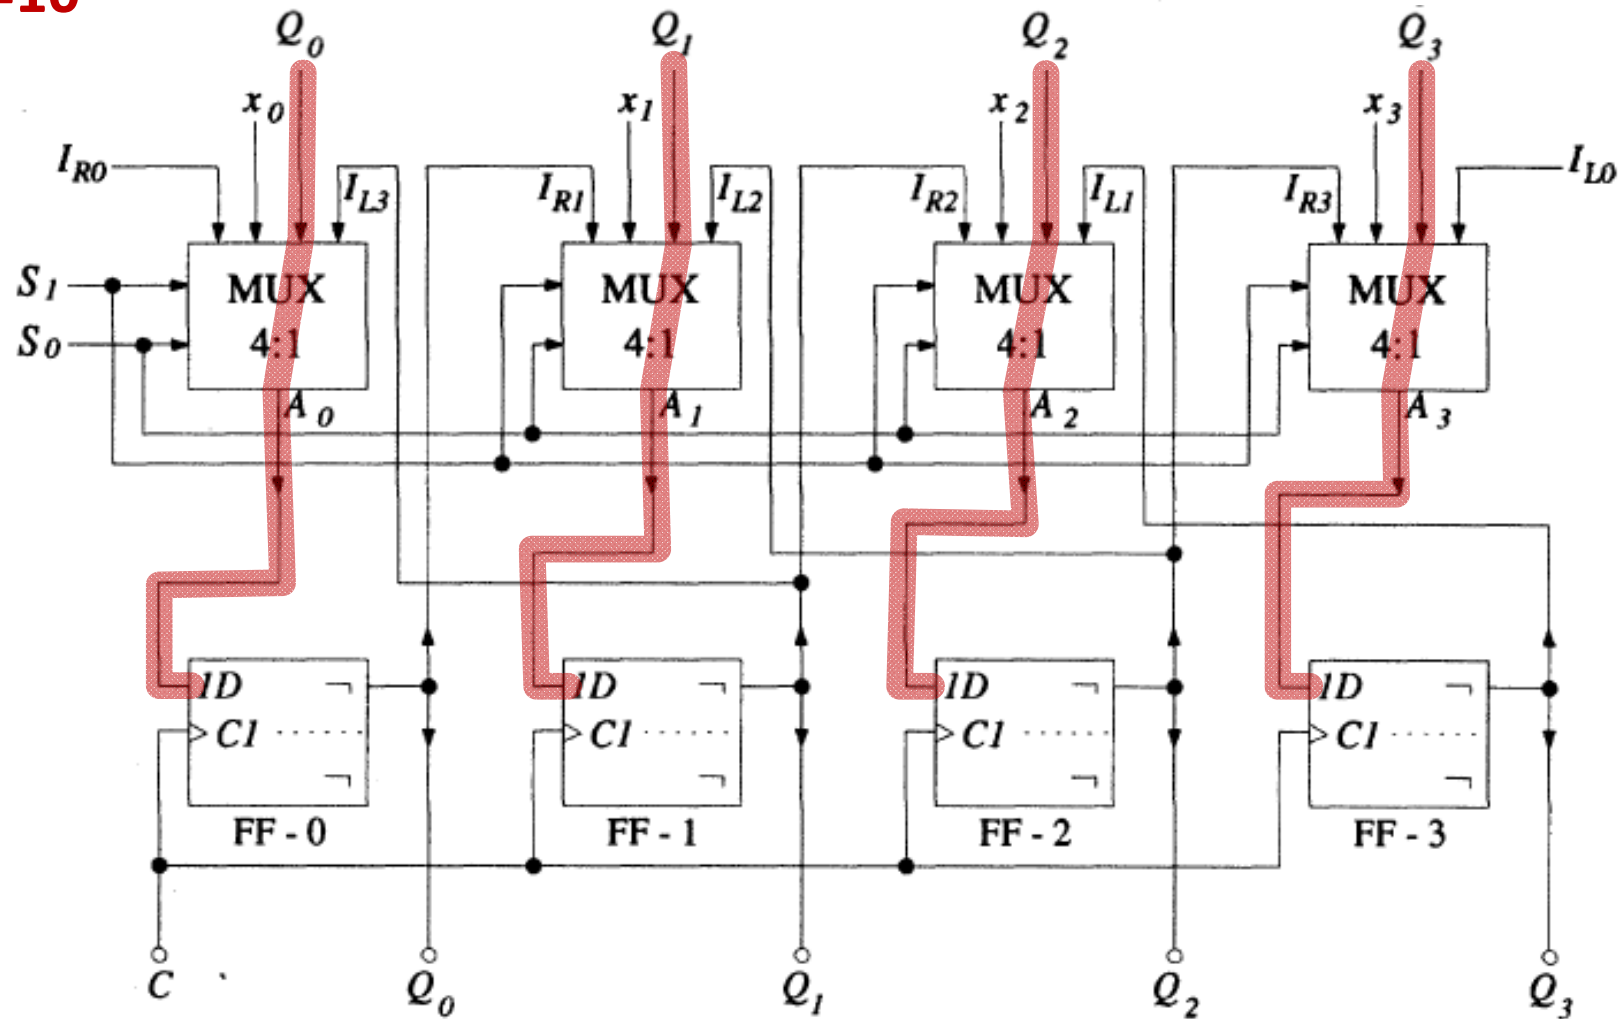 -10
Q0 Q1 Q2 Q3
x0 x1 x2 x3
IR0 IL3 IR1 IL2 IR2 IL1 IR3 IL0
S1 MUX MUX MUX MUX
S0 4:1 4:1 4:1 4:1
A0 A1 A2 A3
1D 1D 1D 1D
C1 C1 C1 C1
FF-0 FF-1 FF-2 FF-3
C Q0 Q1 Q2 Q3